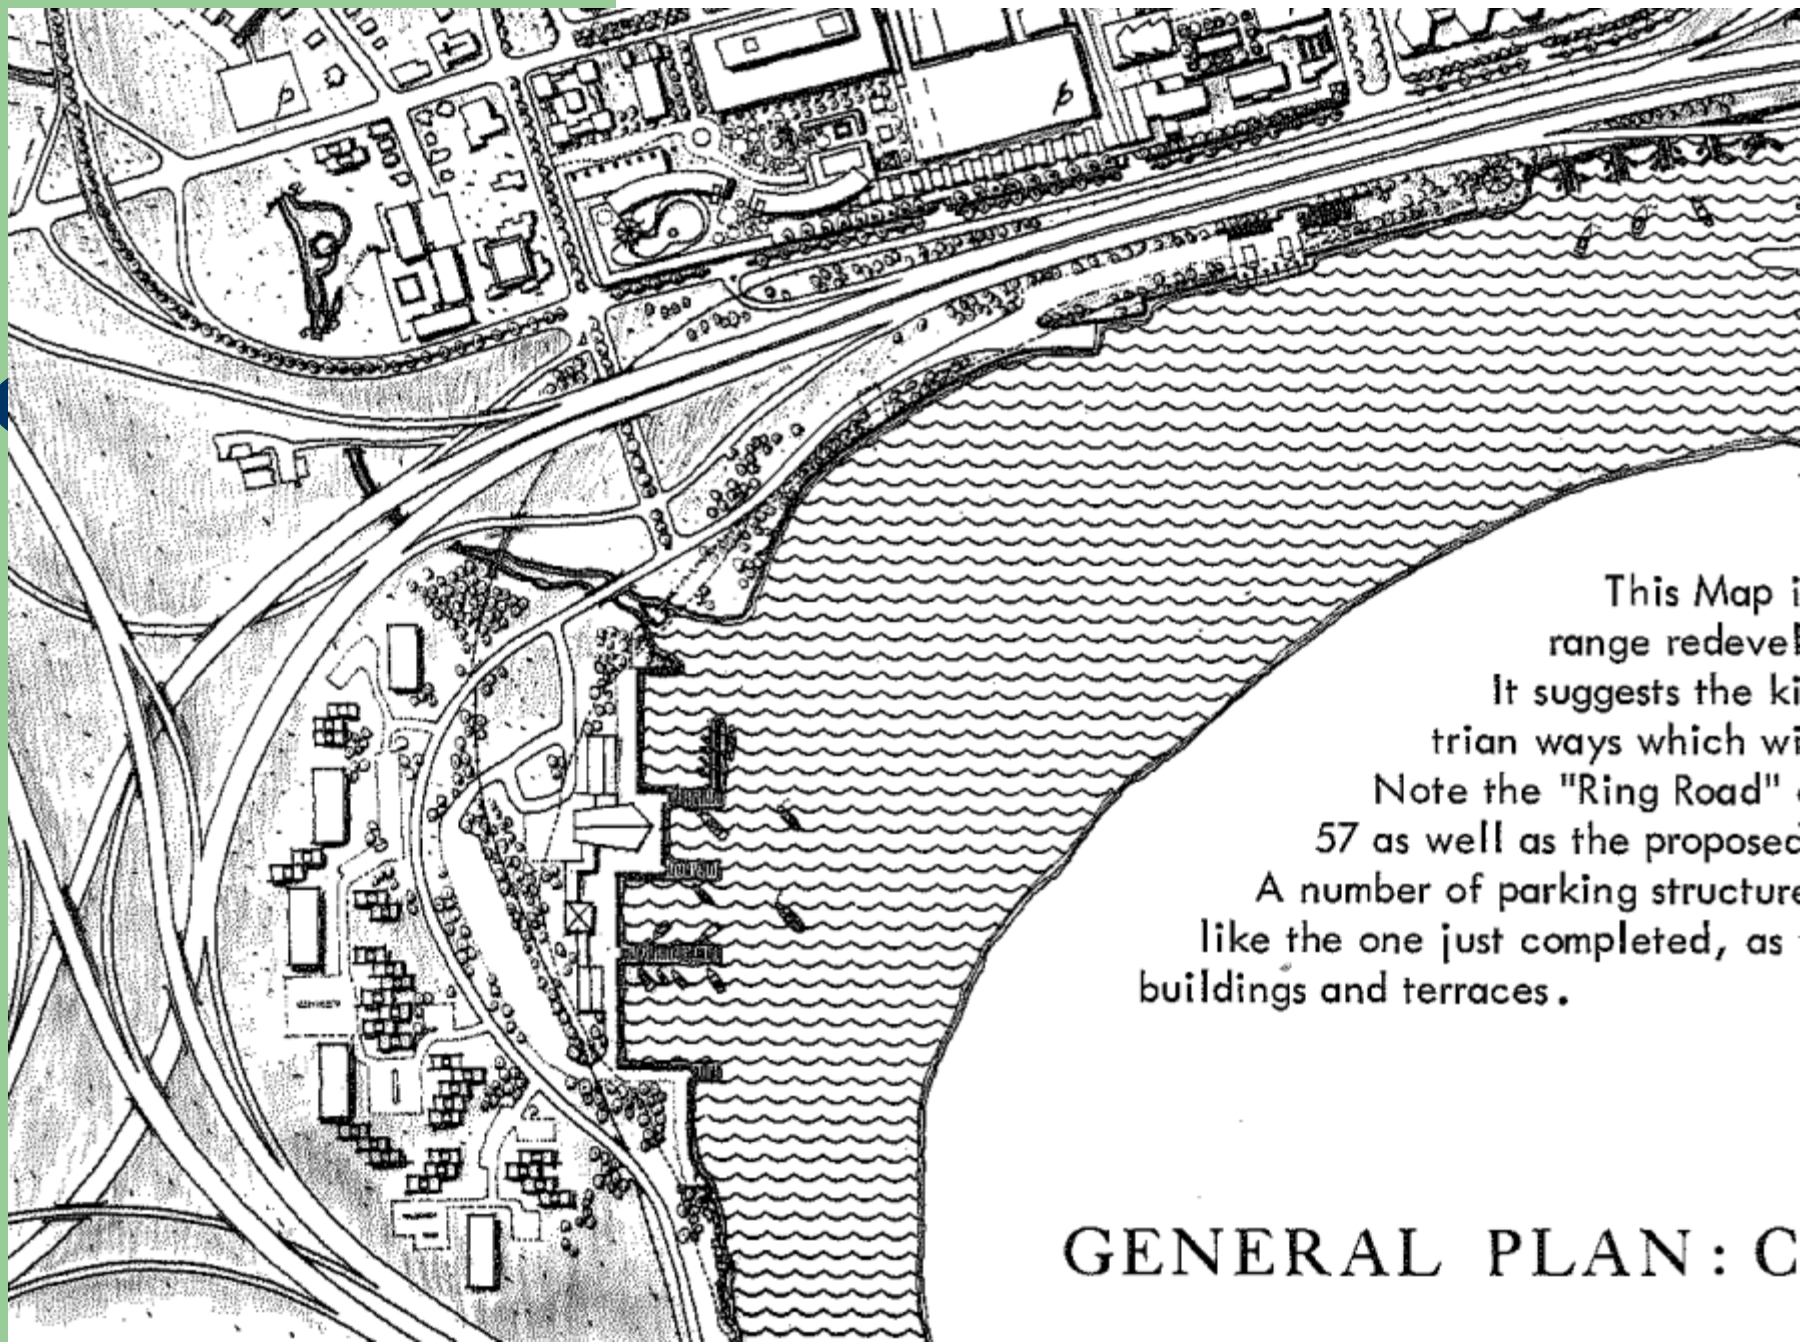 This Map i
range redevel
It suggests the ki
trian ways which wi
Note the "Ring Road"
57 as well as the proposed
A number of parking structure
like the one just completed, as
buildings and terraces.
GENERAL PLAN: C